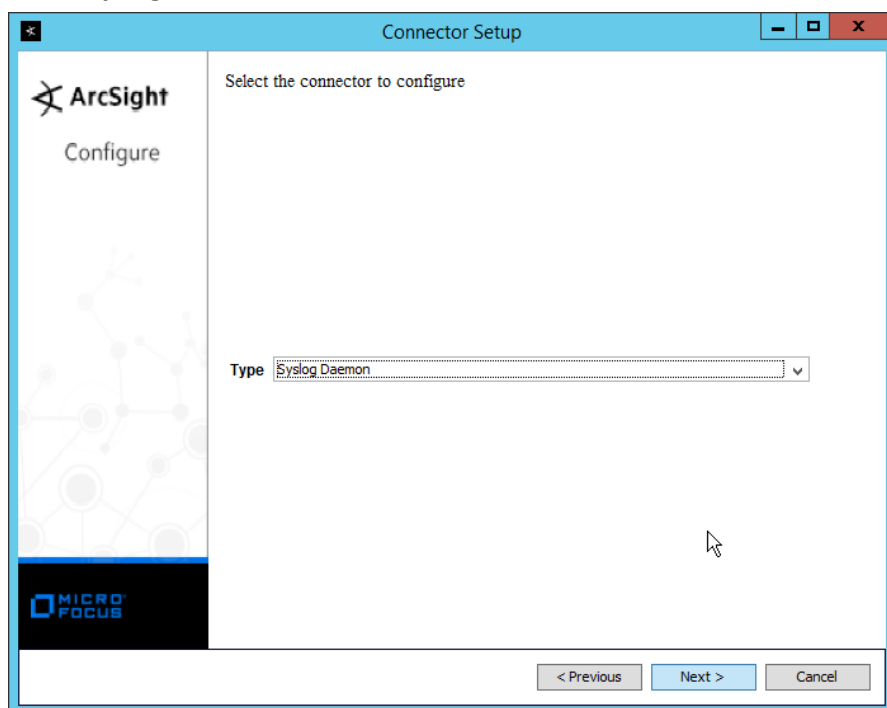 Connector Setup
ArcSight
Configure
Select the connector to configure
Type Syslog Daemon
MICRO
FOCUS
< Previous Next > Cancel